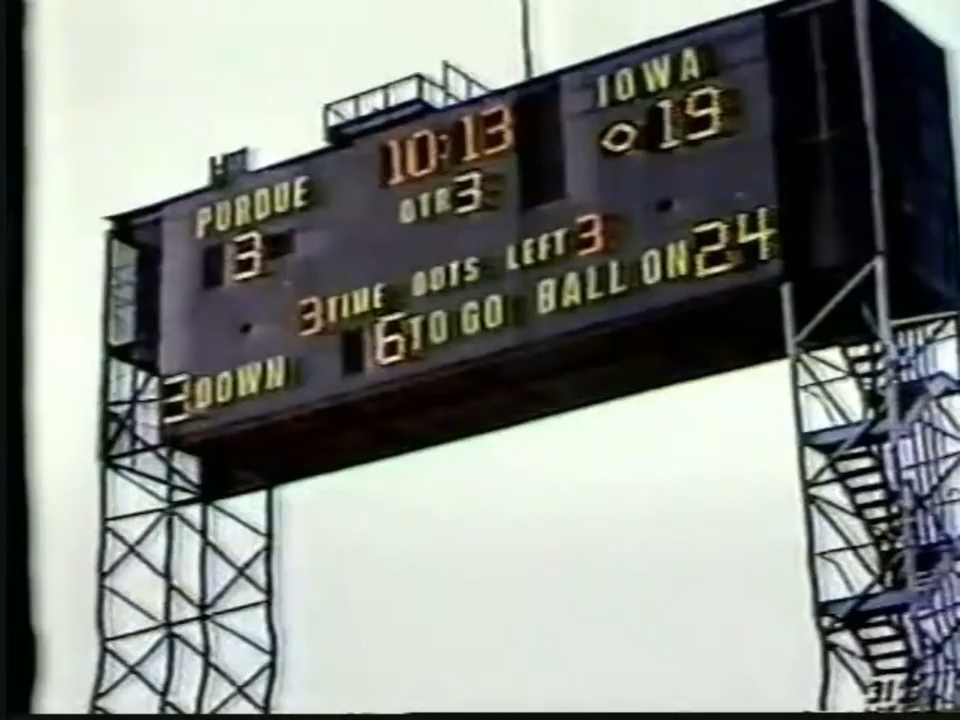 PURDUE 10:13 IOWA
3 QTR 3 19
3 TIME OUTS LEFT 3
3 DOWN 6 TO GO BALL ON 24